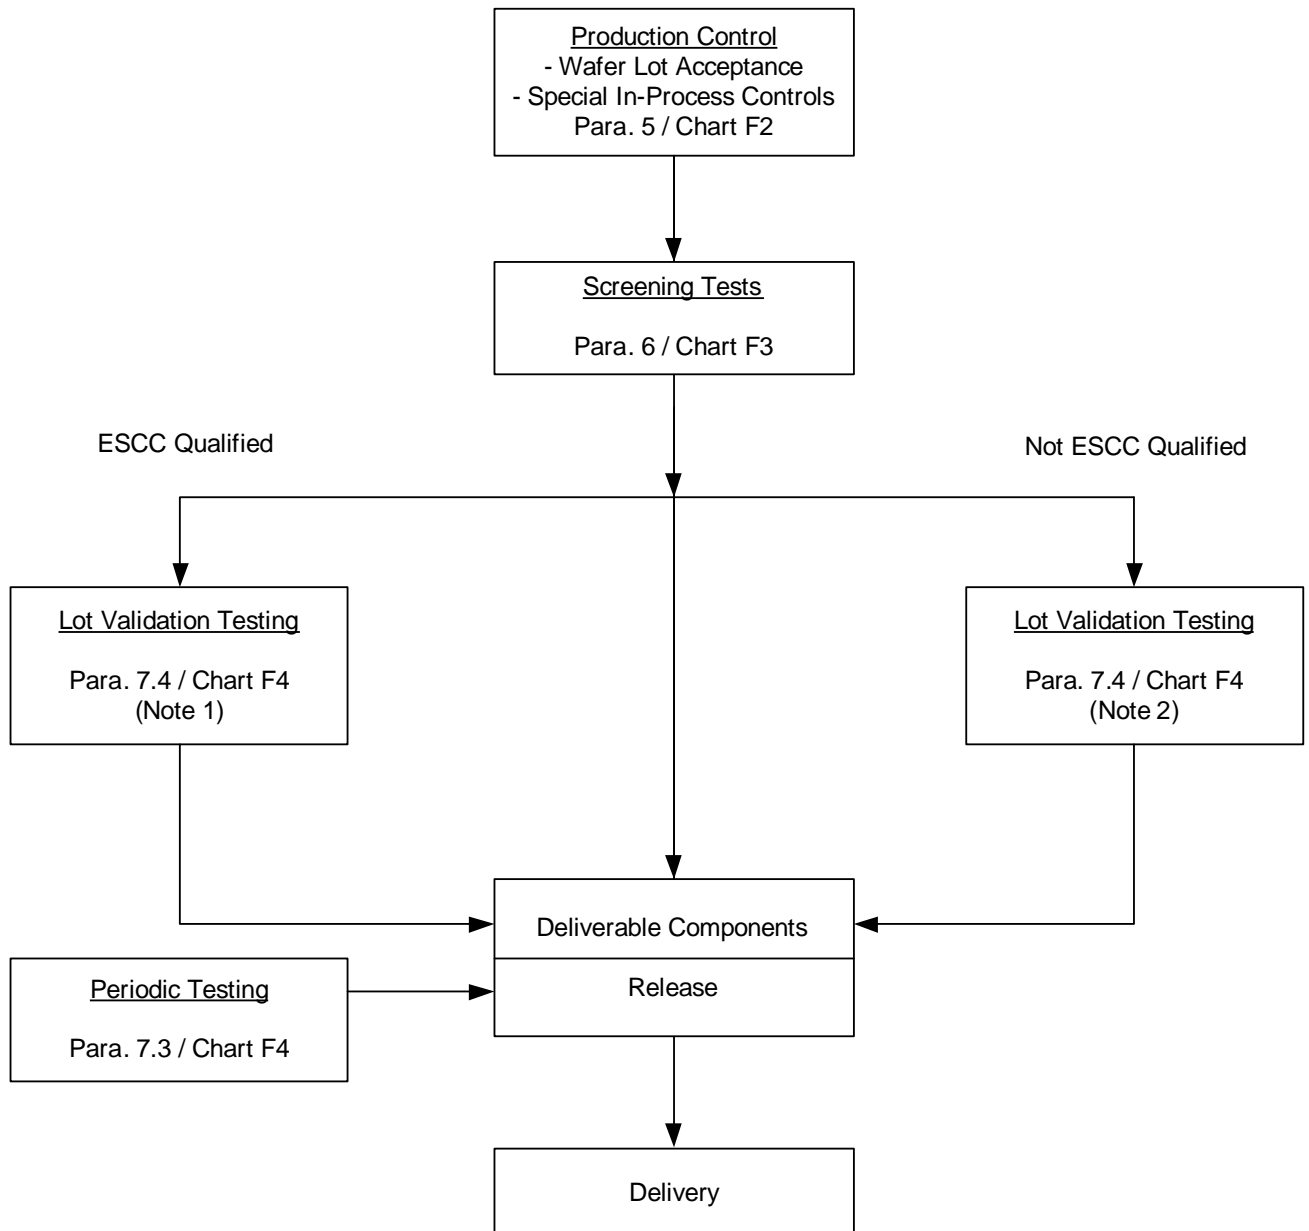 Production Control
- Wafer Lot Acceptance
- Special In-Process Controls
Para. 5 / Chart F2
Screening Tests
Para. 6 / Chart F3
ESCC Qualified
Not ESCC Qualified
Lot Validation Testing
Para. 7.4 / Chart F4
(Note 1)
Lot Validation Testing
Para. 7.4 / Chart F4
(Note 2)
Deliverable Components
Release
Periodic Testing
Para. 7.3 / Chart F4
Delivery